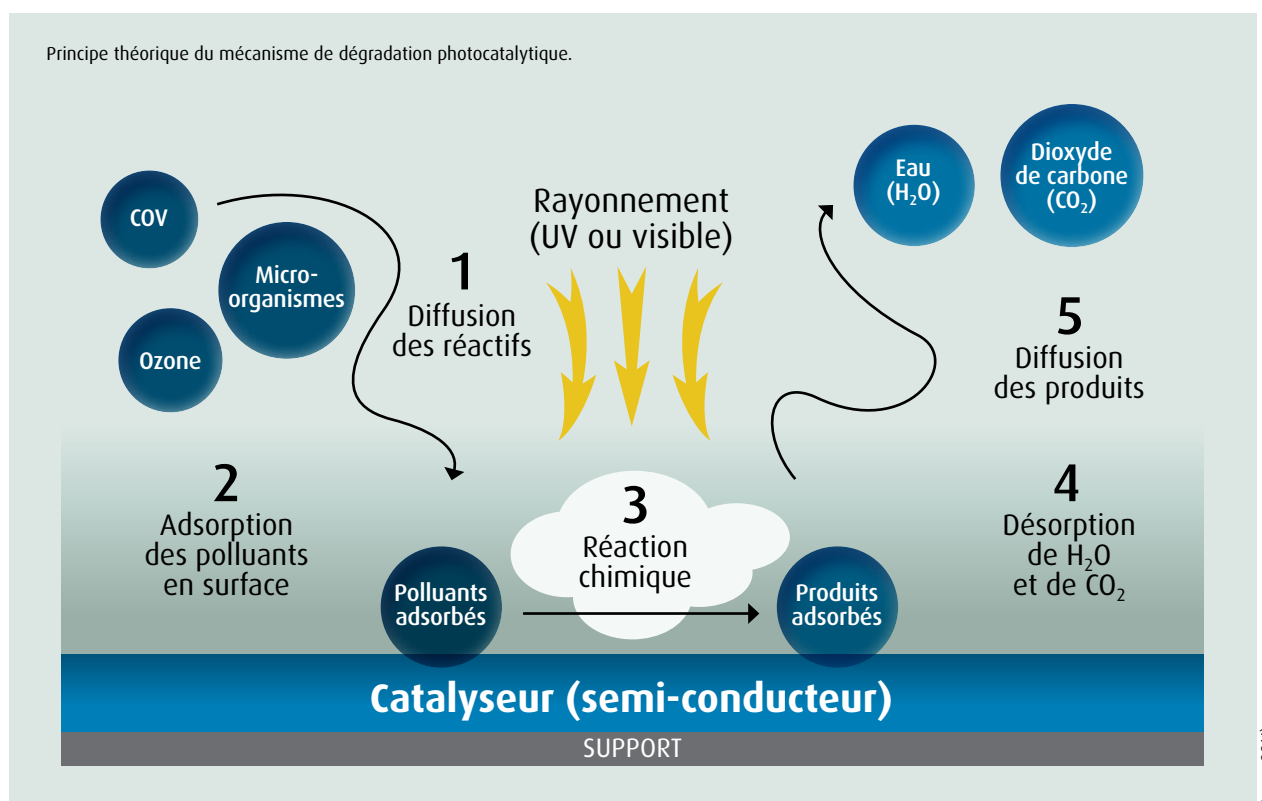 Principe théorique du mécanisme de dégradation photocatalytique.
COV
Micro-
organismes
Ozone
1
Diffusion
des réactifs
Rayonnement
(UV ou visible)
Eau
(H₂O)
Dioxyde
de carbone
(CO₂)
5
Diffusion
des produits
2
Adsorption
des polluants
en surface
Polluants
adsorbés
3
Réaction
chimique
Produits
adsorbés
4
Désorption
de H₂O
et de CO₂
Catalyseur (semi-conducteur)
SUPPORT